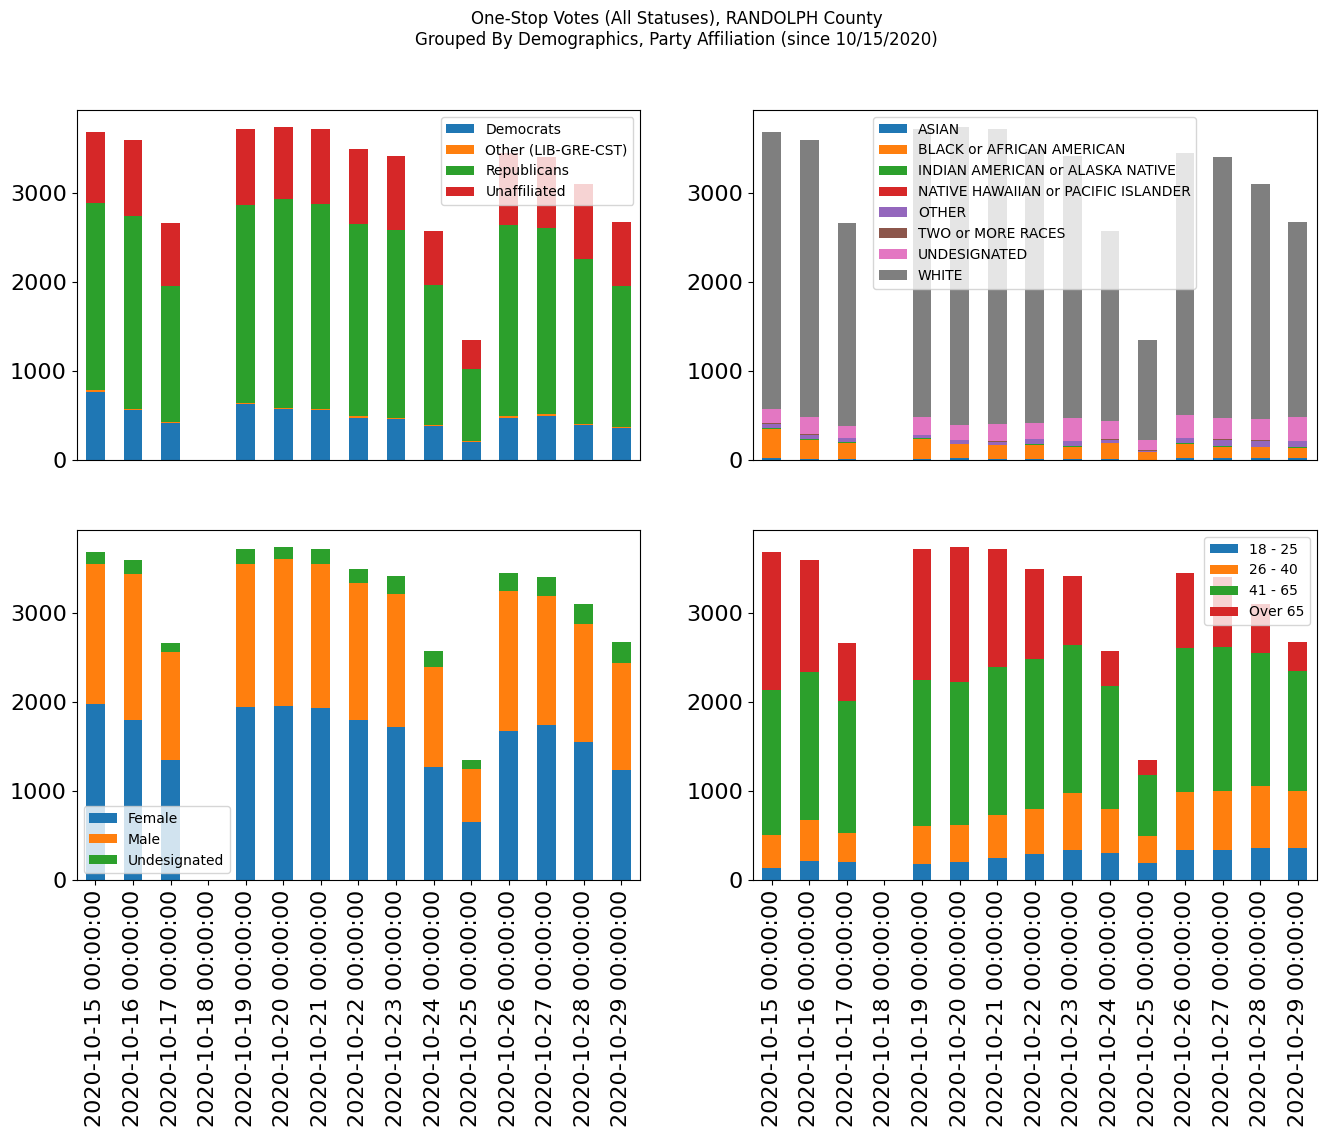 One-Stop Votes (All Statuses), RANDOLPH County
Grouped By Demographics, Party Affiliation (since 10/15/2020)
3000
2000
1000
0
Democrats
Other (LIB-GRE-CST)
Republicans
Unaffiliated
3000
2000
1000
0
ASIAN
BLACK or AFRICAN AMERICAN
INDIAN AMERICAN or ALASKA NATIVE
NATIVE HAWAIIAN or PACIFIC ISLANDER
OTHER
TWO or MORE RACES
UNDESIGNATED
WHITE
3000
2000
1000
0
Female
Male
Undesignated
2020-10-15 00:00:00
2020-10-16 00:00:00
2020-10-17 00:00:00
2020-10-18 00:00:00
2020-10-19 00:00:00
2020-10-20 00:00:00
2020-10-21 00:00:00
2020-10-22 00:00:00
2020-10-23 00:00:00
2020-10-24 00:00:00
2020-10-25 00:00:00
2020-10-26 00:00:00
2020-10-27 00:00:00
2020-10-28 00:00:00
2020-10-29 00:00:00
3000
2000
1000
0
18 - 25
26 - 40
41 - 65
Over 65
2020-10-15 00:00:00
2020-10-16 00:00:00
2020-10-17 00:00:00
2020-10-18 00:00:00
2020-10-19 00:00:00
2020-10-20 00:00:00
2020-10-21 00:00:00
2020-10-22 00:00:00
2020-10-23 00:00:00
2020-10-24 00:00:00
2020-10-25 00:00:00
2020-10-26 00:00:00
2020-10-27 00:00:00
2020-10-28 00:00:00
2020-10-29 00:00:00